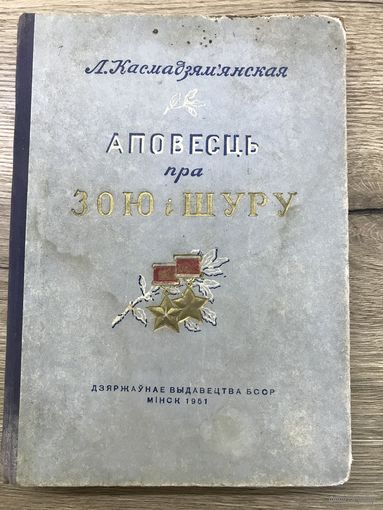 Л. Касмадзям'янская
АПОВЕСЦЬ
пра
ЗОЮ і ШУРУ
ДЗЯРЖАЎНАЕ ВЫДАВЕЦТВА БССР
МІНСК 1951